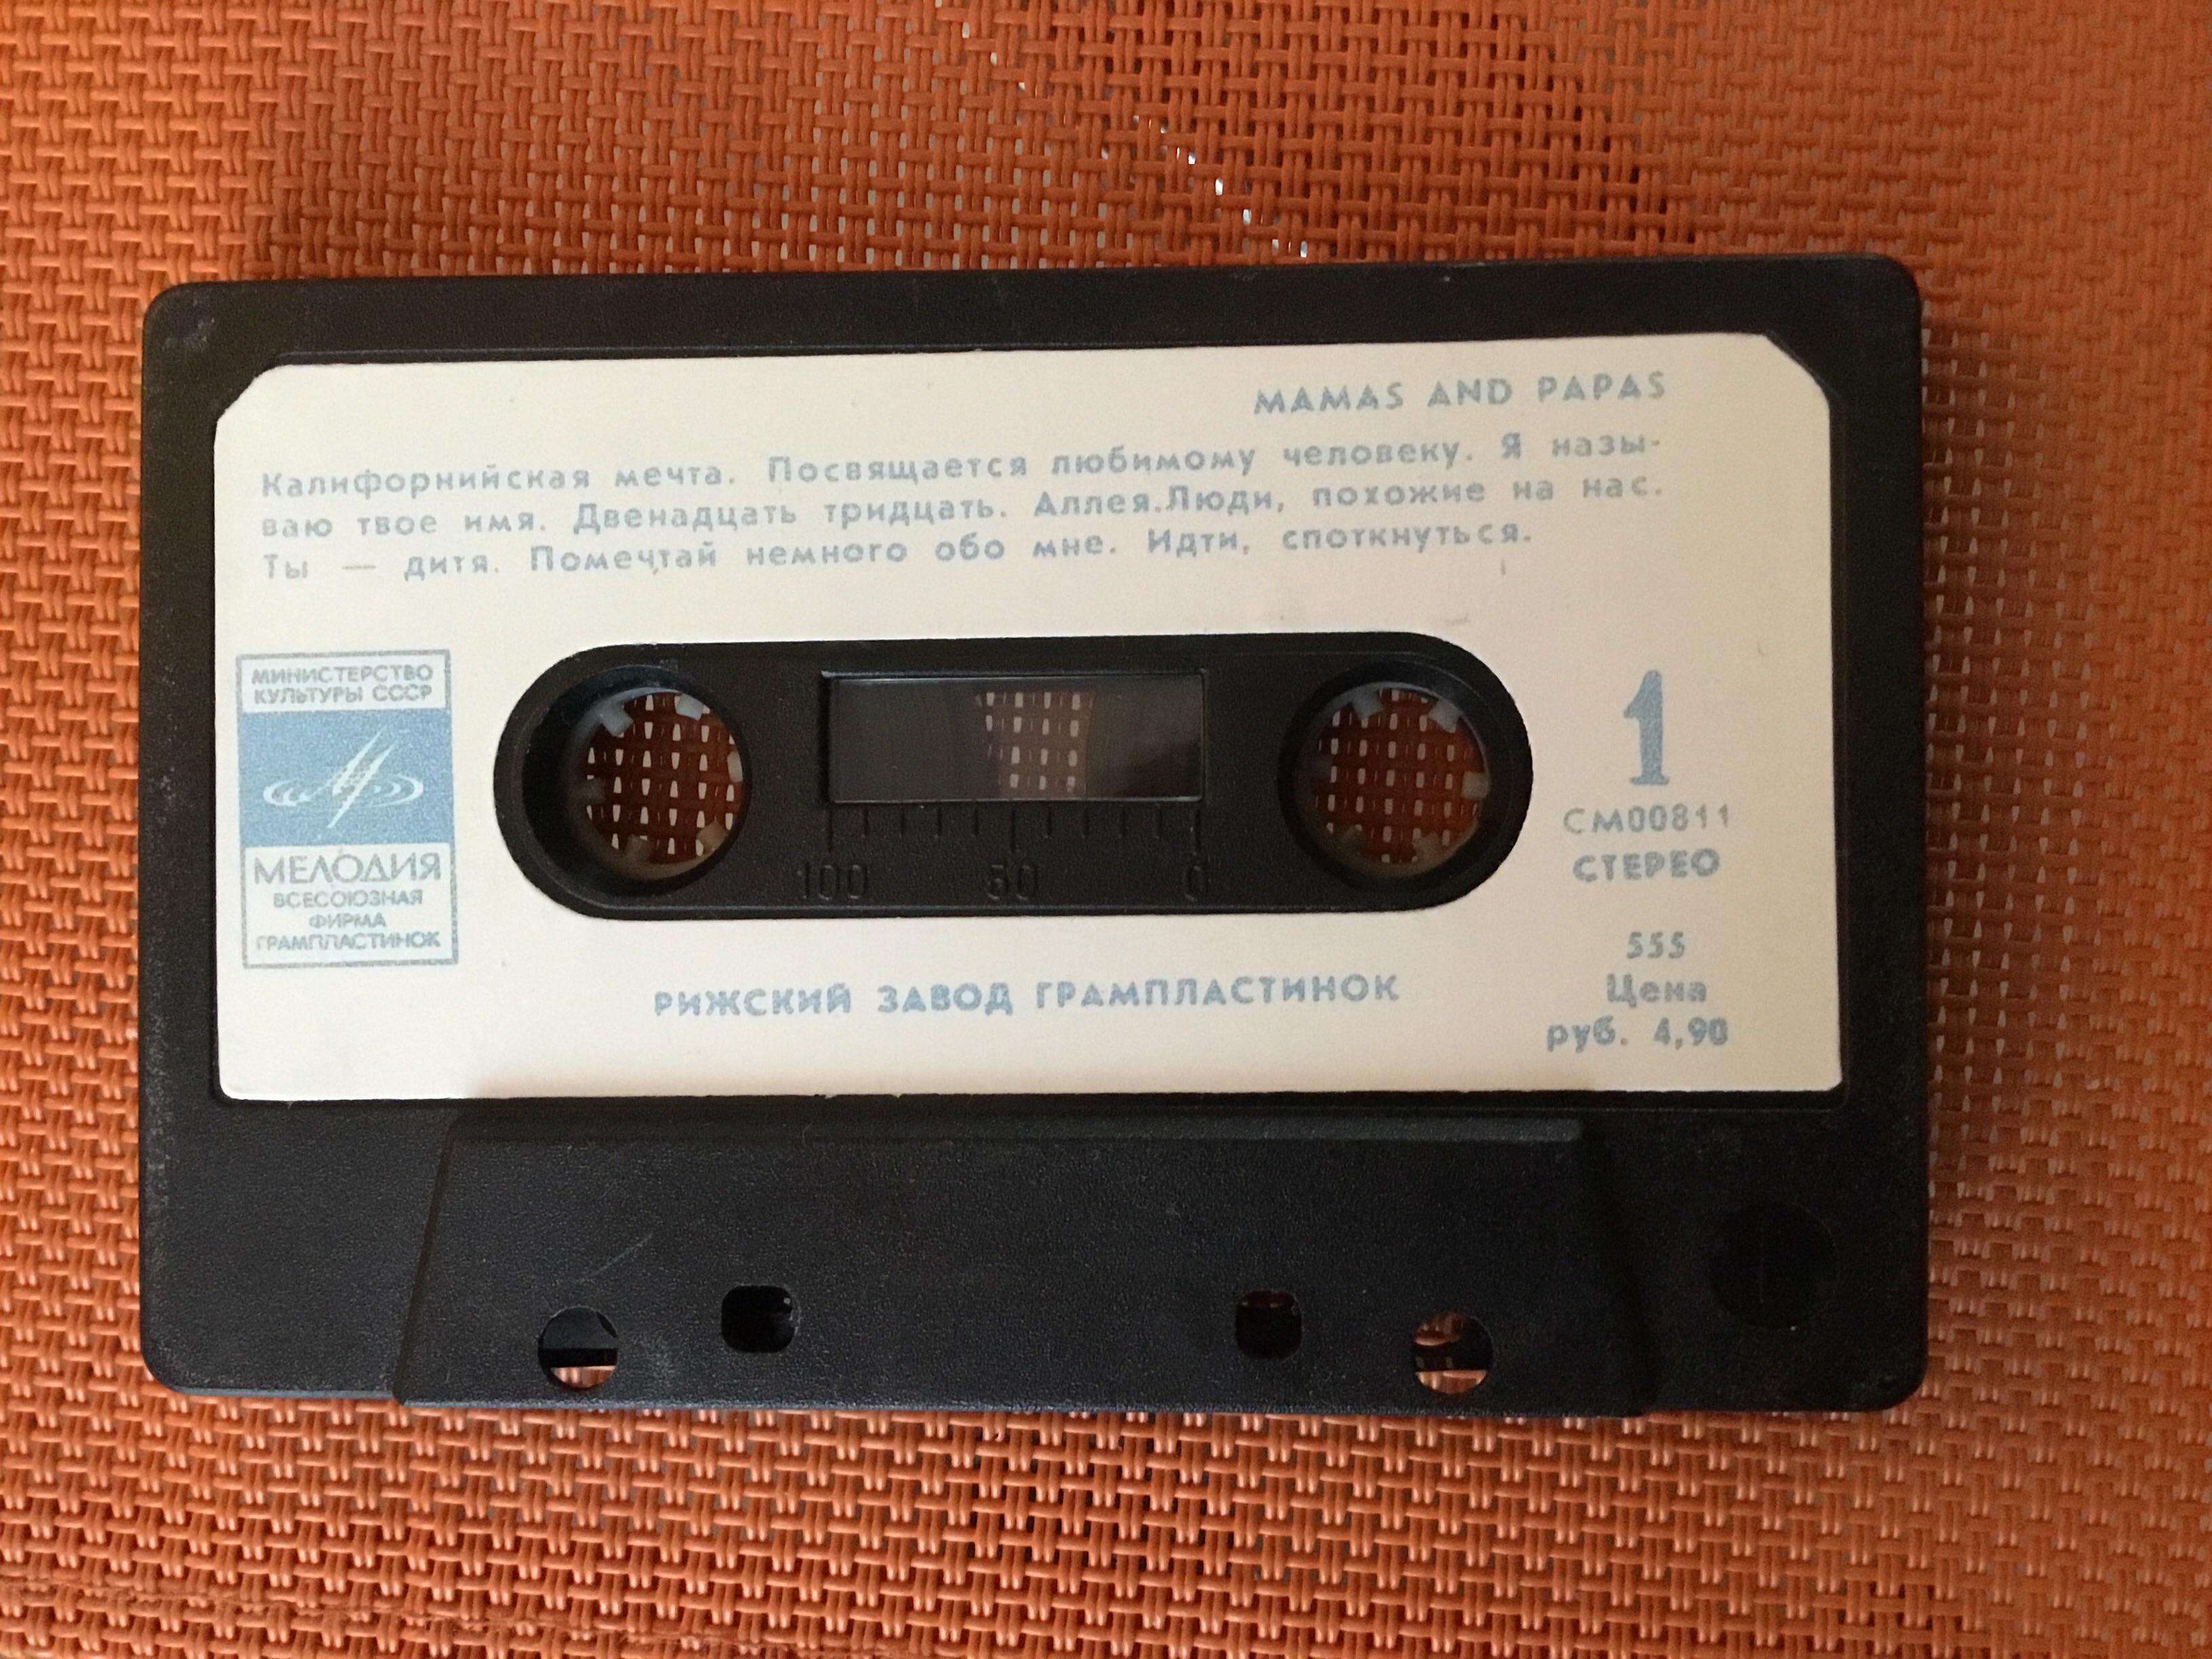 MAMAS AND PAPAS
Калифорнийская мечта. Посвящается любимому человеку. Я назы-
ваю твое имя. Двенадцать тридцать. Аллея.Люди, похожие на нас.
Ты — дитя. Помечтай немного обо мне. Идти, споткнуться.
МИНИСТЕРСТВО
КУЛЬТУРЫ СССР
МЕЛОДИЯ
ВСЕСОЮЗНАЯ
ФИРМА
ГРАМПЛАСТИНОК
100 50 0
1
СМ00811
СТЕРЕО
555
Цена
руб. 4,90
РИЖСКИЙ ЗАВОД ГРАМПЛАСТИНОК